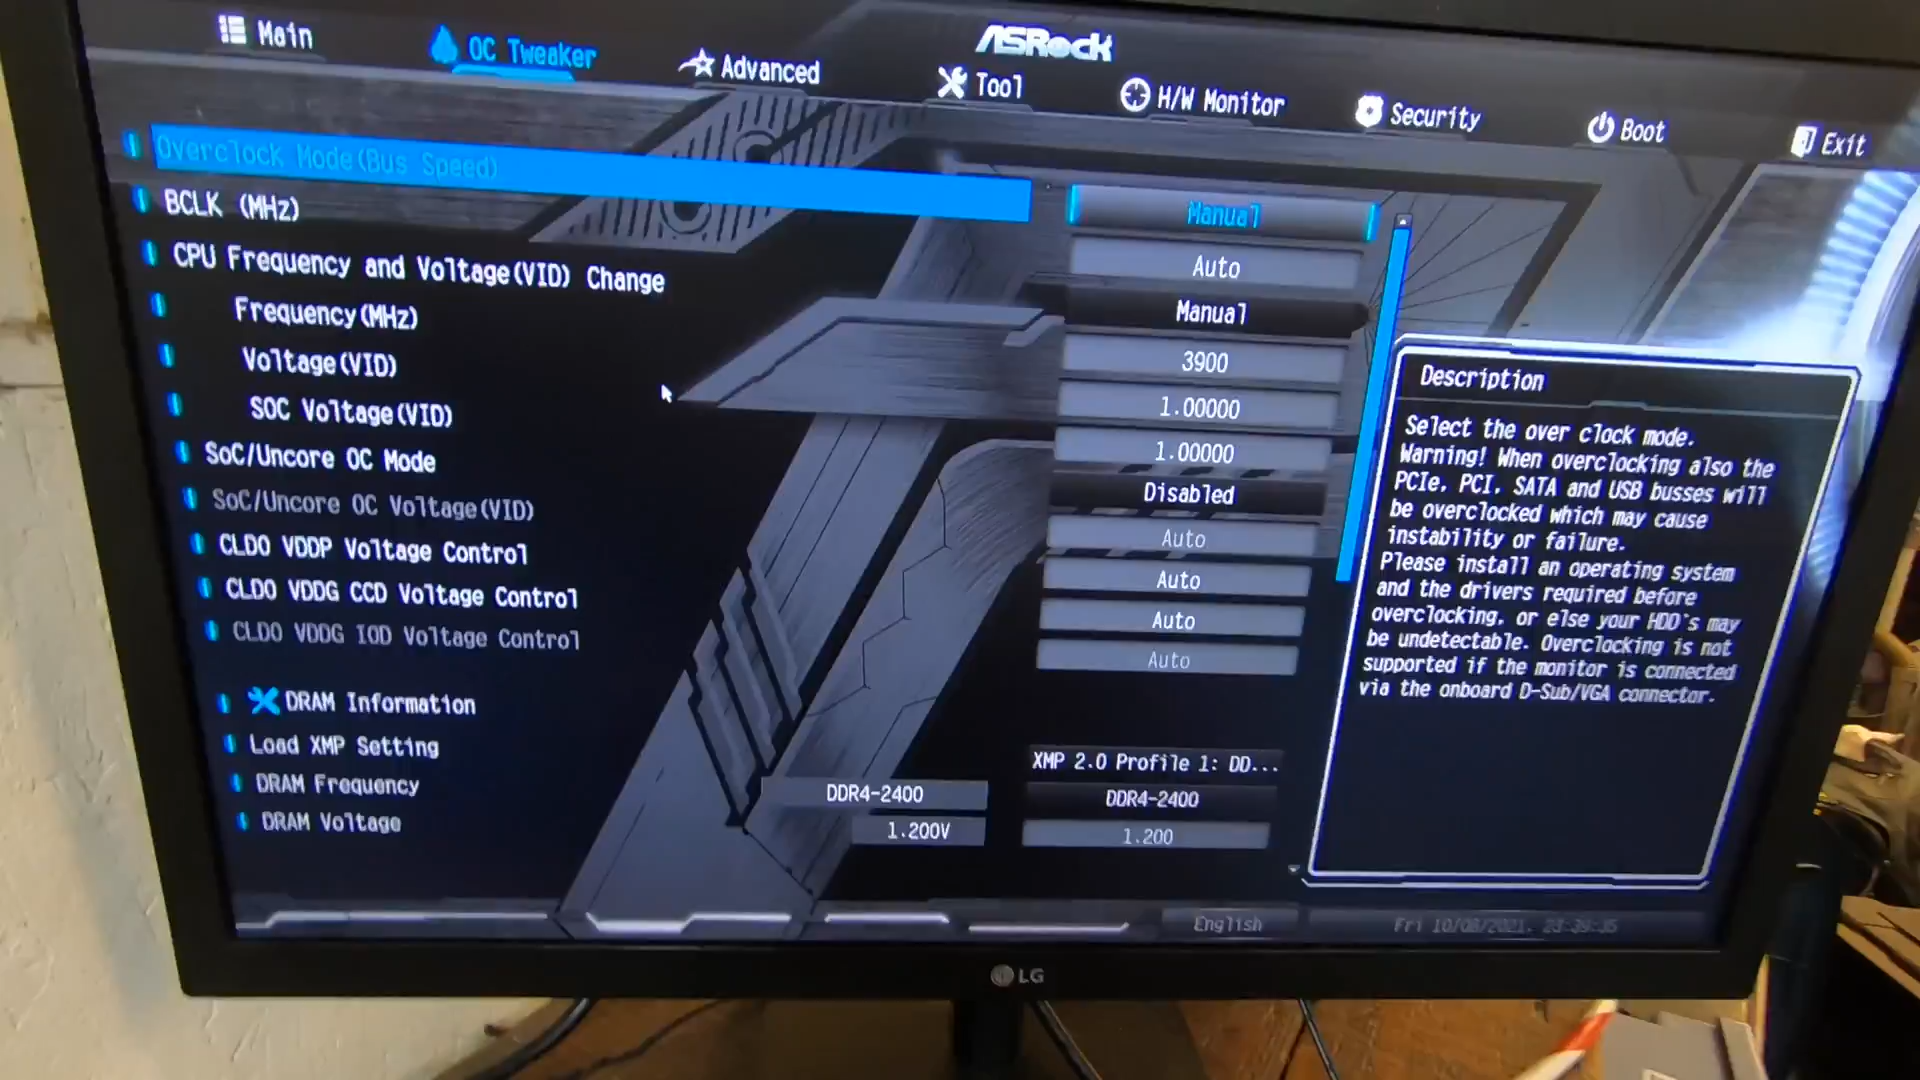 ASRock
Main
OC Tweaker
Advanced
Tool
H/W Monitor
Security
Boot
Exit
Overclock Mode(Bus Speed)
Manual
BCLK (MHz)
Auto
CPU Frequency and Voltage(VID) Change
Manual
Frequency(MHz)
3900
Voltage(VID)
1.00000
SOC Voltage(VID)
1.00000
SoC/Uncore OC Mode
Disabled
SoC/Uncore OC Voltage(VID)
Auto
CLDO VDDP Voltage Control
Auto
CLDO VDDG CCD Voltage Control
Auto
CLDO VDDG IOD Voltage Control
Auto
DRAM Information
Load XMP Setting
XMP 2.0 Profile 1: DD...
DRAM Frequency
DDR4-2400
DDR4-2400
DRAM Voltage
1.200V
1.200
Description
Select the over clock mode.
Warning! When overclocking also the
PCIe, PCI, SATA and USB busses will
be overclocked which may cause
instability or failure.
Please install an operating system
and the drivers required before
overclocking, or else your HDD's may
be undetectable. Overclocking is not
supported if the monitor is connected
via the onboard D-Sub/VGA connector.
English
Fri 10/08/2021, 23:39:35
LG